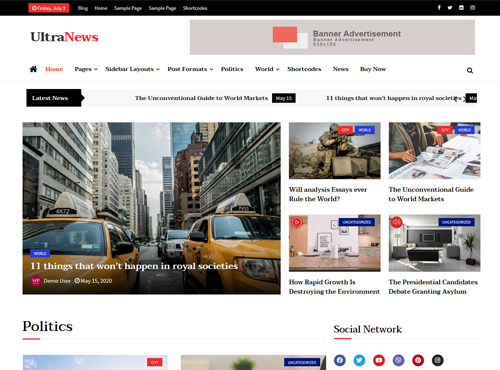 Friday, July 3
Blog Home Sample Page Sample Page Shortcodes
UltraNews
Banner Advertisement
Banner Advertisement
630x100
Home Pages Sidebar Layouts Post Formats Politics World Shortcodes News Buy Now
Latest News
The Unconventional Guide to World Markets May 15
11 things that won't happen in royal societies Ma
4K72
WORLD
11 things that won't happen in royal societies
WP Demo User May 15, 2020
CITY WORLD
Will analysis Essays ever
Rule the World?
CITY WORLD
The Unconventional Guide
to World Markets
UNCATEGORIZED
How Rapid Growth Is
Destroying the Environment
UNCATEGORIZED
The Presidential Candidates
Debate Granting Asylum
Politics
CITY
UNCATEGORIZED
Social Network